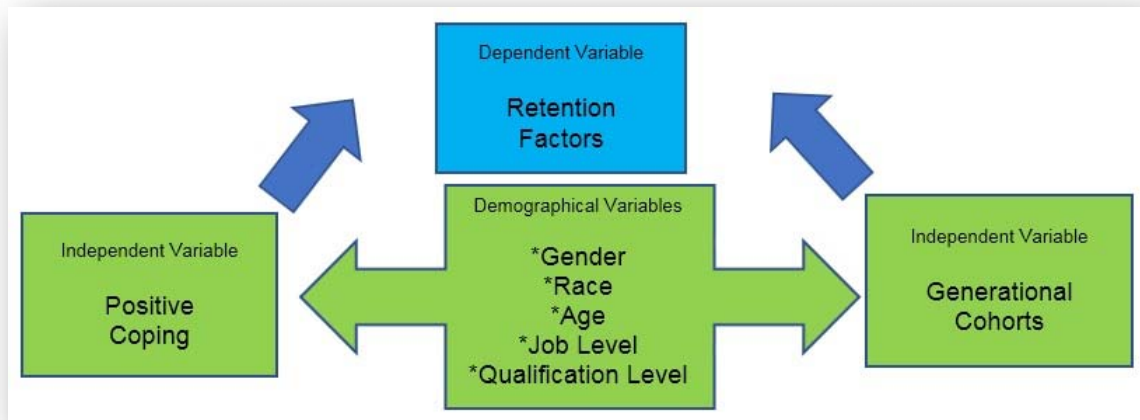 Dependent Variable
Retention
Factors
Demographical Variables
*Gender
*Race
*Age
*Job Level
*Qualification Level
Independent Variable
Positive
Coping
Independent Variable
Generational
Cohorts